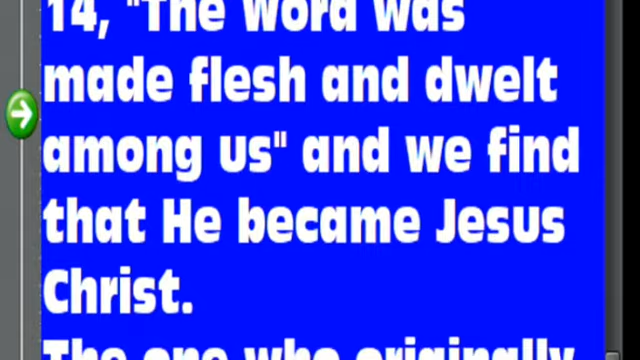 14, "The Word was
made flesh and dwelt
among us" and we find
that He became Jesus
Christ.
The one who originally